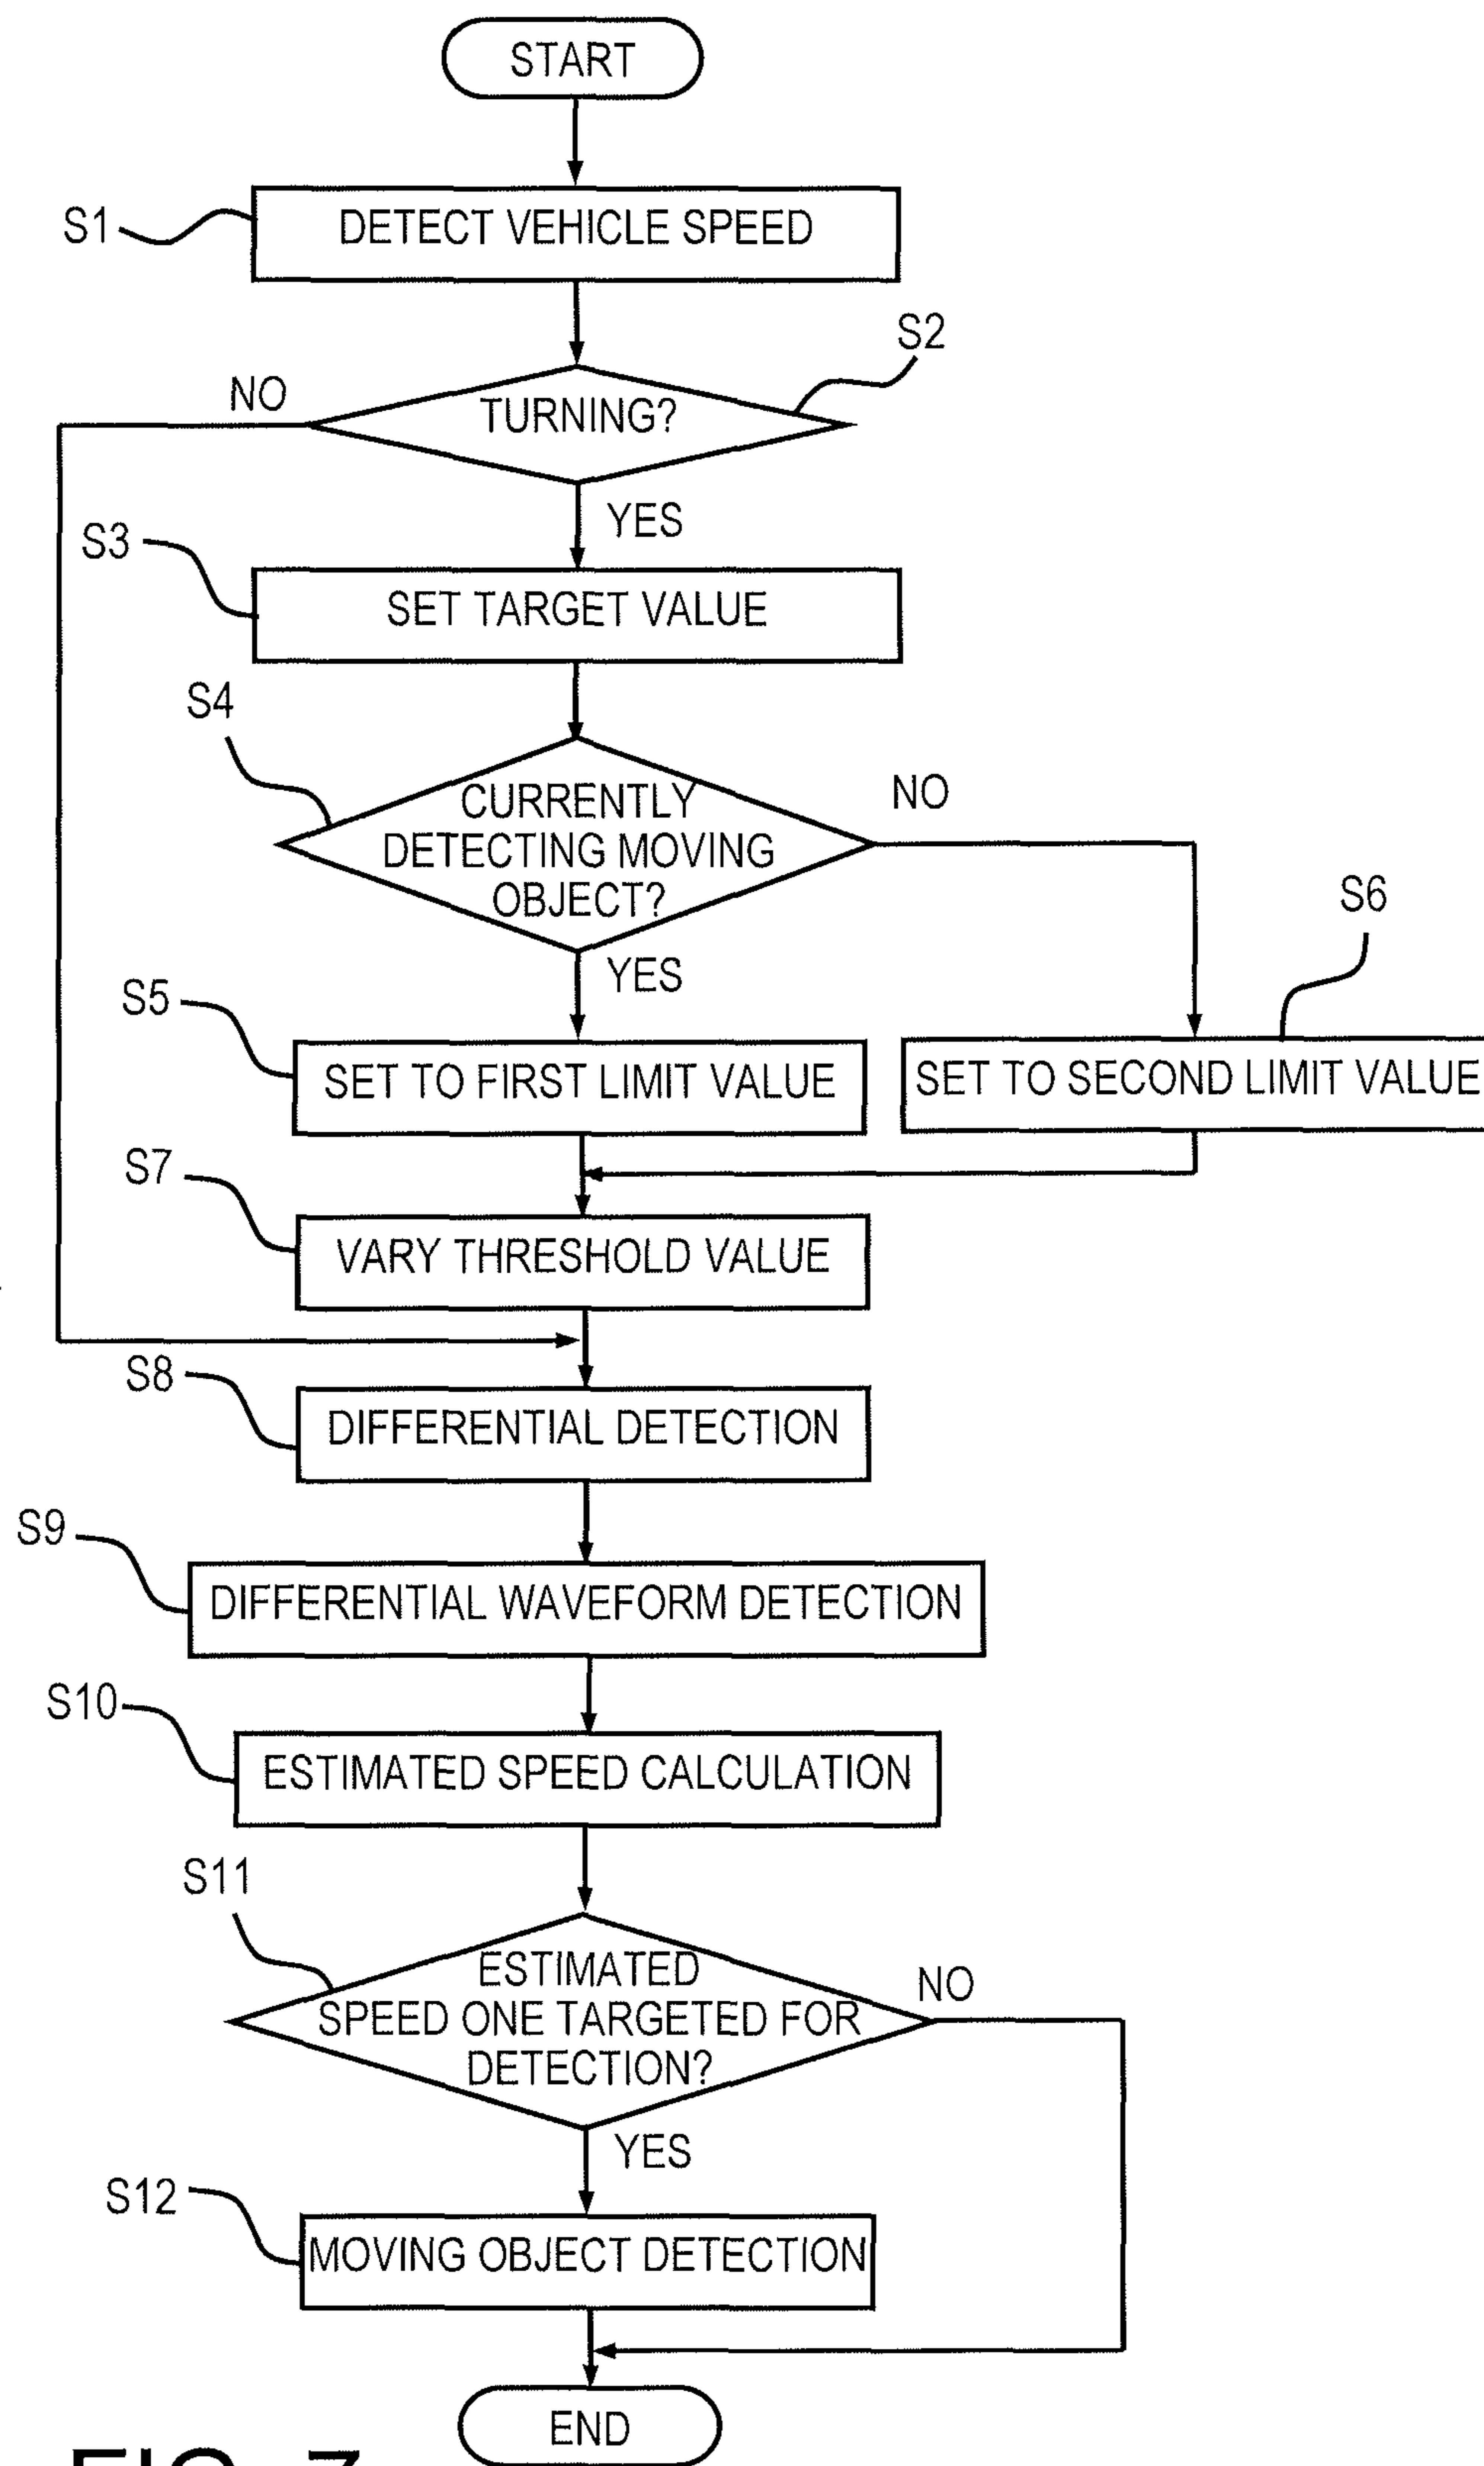 START
S1
DETECT VEHICLE SPEED
S2
NO
TURNING?
YES
S3
SET TARGET VALUE
S4
CURRENTLY
DETECTING MOVING
OBJECT?
NO
YES
S5
SET TO FIRST LIMIT VALUE
S6
SET TO SECOND LIMIT VALUE
S7
VARY THRESHOLD VALUE
S8
DIFFERENTIAL DETECTION
S9
DIFFERENTIAL WAVEFORM DETECTION
S10
ESTIMATED SPEED CALCULATION
S11
ESTIMATED
SPEED ONE TARGETED FOR
DETECTION?
NO
YES
S12
MOVING OBJECT DETECTION
END